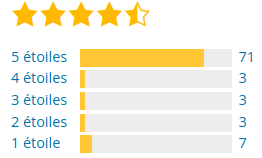 5 étoiles 71
4 étoiles 3
3 étoiles 3
2 étoiles 3
1 étoile 7